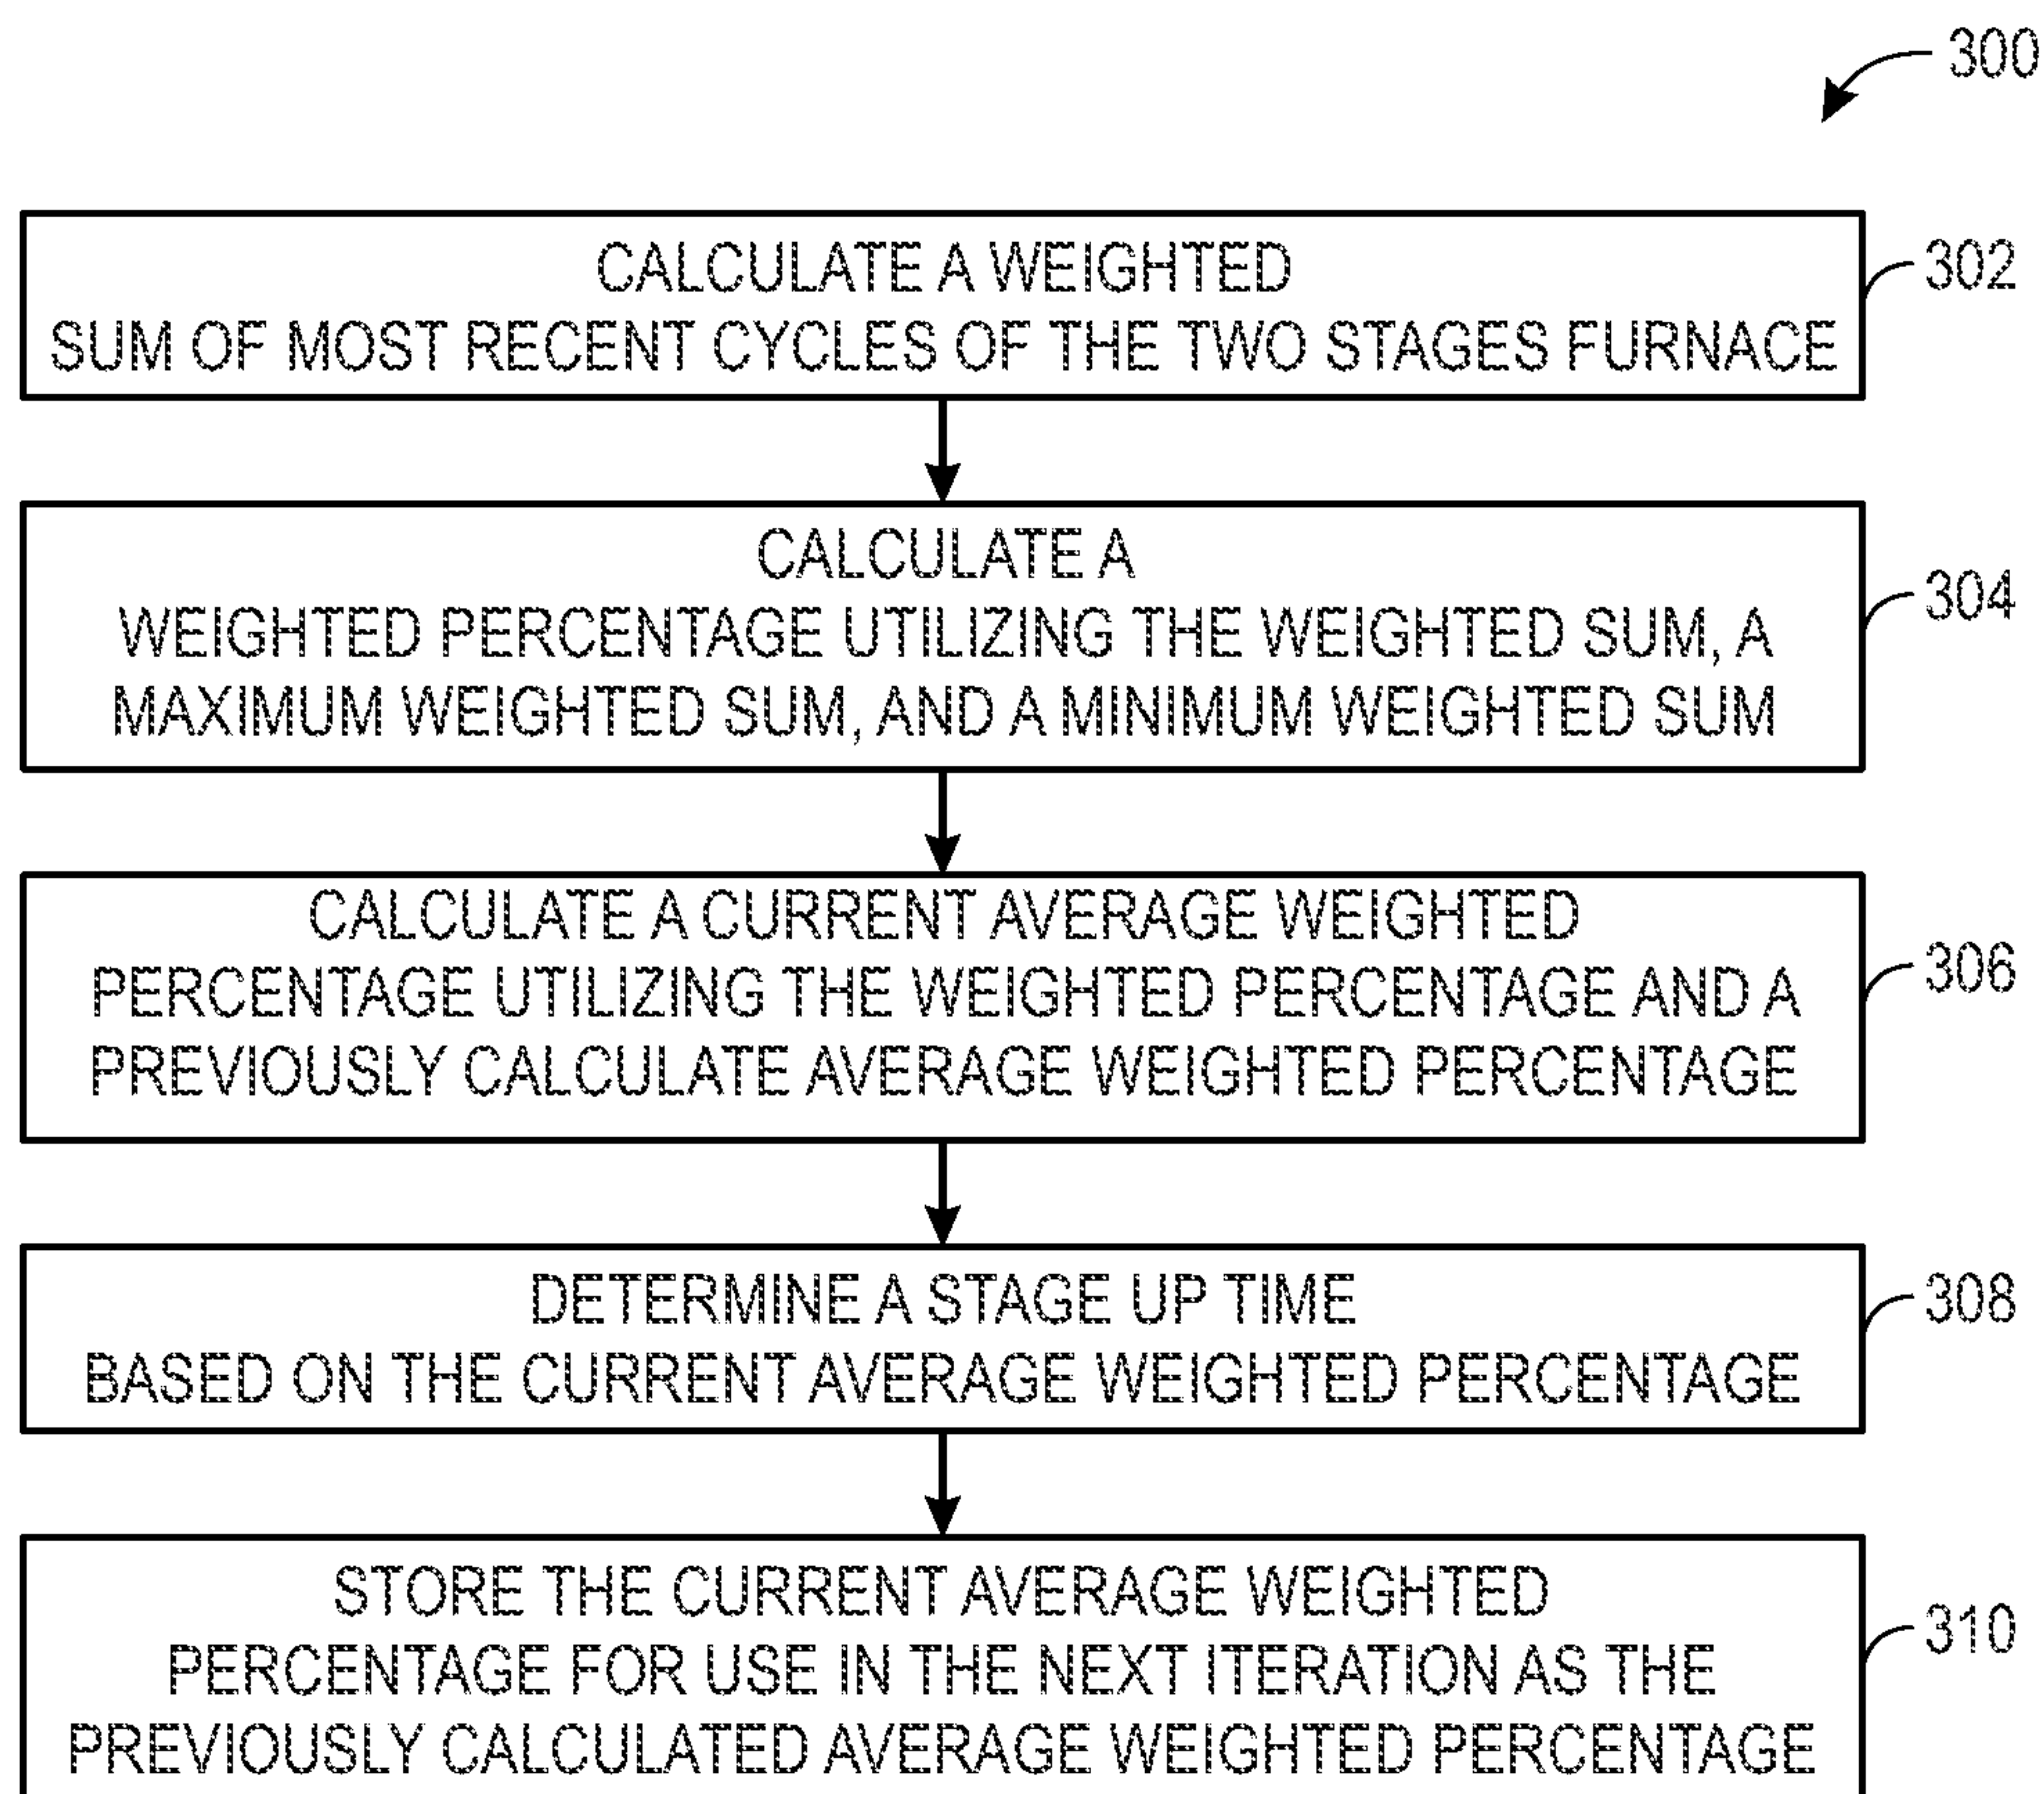 300
CALCULATE A WEIGHTED
SUM OF MOST RECENT CYCLES OF THE TWO STAGES FURNACE
302
CALCULATE A
WEIGHTED PERCENTAGE UTILIZING THE WEIGHTED SUM, A
MAXIMUM WEIGHTED SUM, AND A MINIMUM WEIGHTED SUM
304
CALCULATE A CURRENT AVERAGE WEIGHTED
PERCENTAGE UTILIZING THE WEIGHTED PERCENTAGE AND A
PREVIOUSLY CALCULATE AVERAGE WEIGHTED PERCENTAGE
306
DETERMINE A STAGE UP TIME
BASED ON THE CURRENT AVERAGE WEIGHTED PERCENTAGE
308
STORE THE CURRENT AVERAGE WEIGHTED
PERCENTAGE FOR USE IN THE NEXT ITERATION AS THE
PREVIOUSLY CALCULATED AVERAGE WEIGHTED PERCENTAGE
310